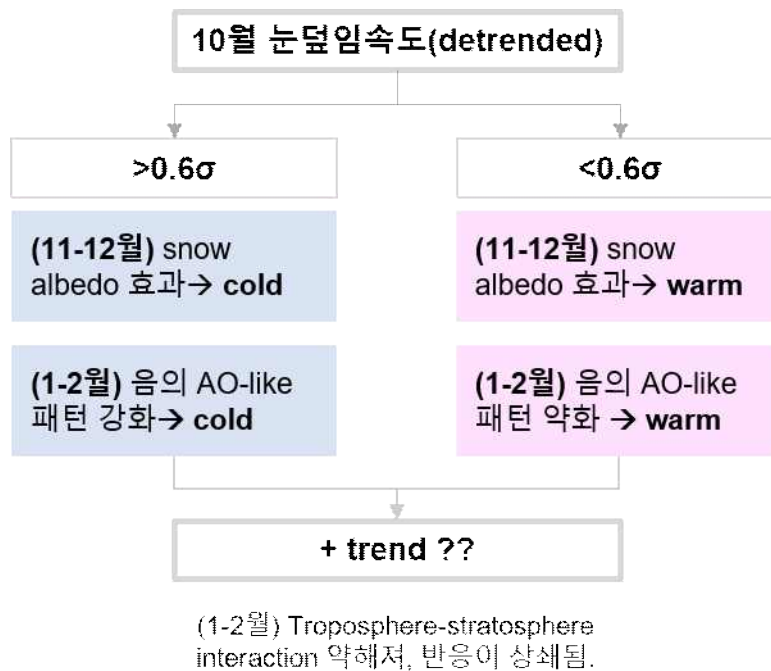 10월 눈덮임속도(detrended)
>0.6σ
<0.6σ
(11-12월) snow
albedo 효과→ cold
(11-12월) snow
albedo 효과→ warm
(1-2월) 음의 AO-like
패턴 강화→ cold
(1-2월) 음의 AO-like
패턴 약화 → warm
+ trend ??
(1-2월) Troposphere-stratosphere
interaction 약해져, 반응이 상쇄됨.